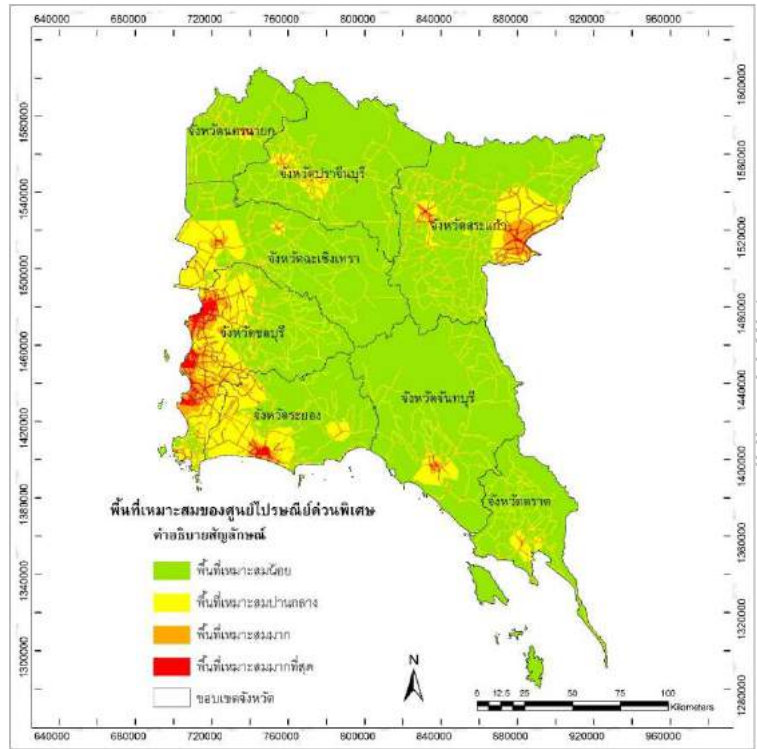 640000 680000 720000 760000 800000 840000 880000 920000 960000
1600000
1580000
1560000
1540000
1520000
1500000
1480000
1460000
1440000
1420000
1400000
1380000
1360000
1340000
1320000
1300000
1280000
จังหวัดนครนายก
จังหวัดปราจีนบุรี
จังหวัดสระแก้ว
จังหวัดฉะเชิงเทรา
จังหวัดชลบุรี
จังหวัดจันทบุรี
จังหวัดระยอง
จังหวัดตราด
พื้นที่เหมาะสมของศูนย์ไปรษณีย์ด่วนพิเศษ
คำอธิบายสัญลักษณ์
พื้นที่เหมาะสมน้อย
พื้นที่เหมาะสมปานกลาง
พื้นที่เหมาะสมมาก
พื้นที่เหมาะสมมากที่สุด
ขอบเขตจังหวัด
N
0 12.5 25 50 75 100
Kilometers
640000 680000 720000 760000 800000 840000 880000 920000 960000